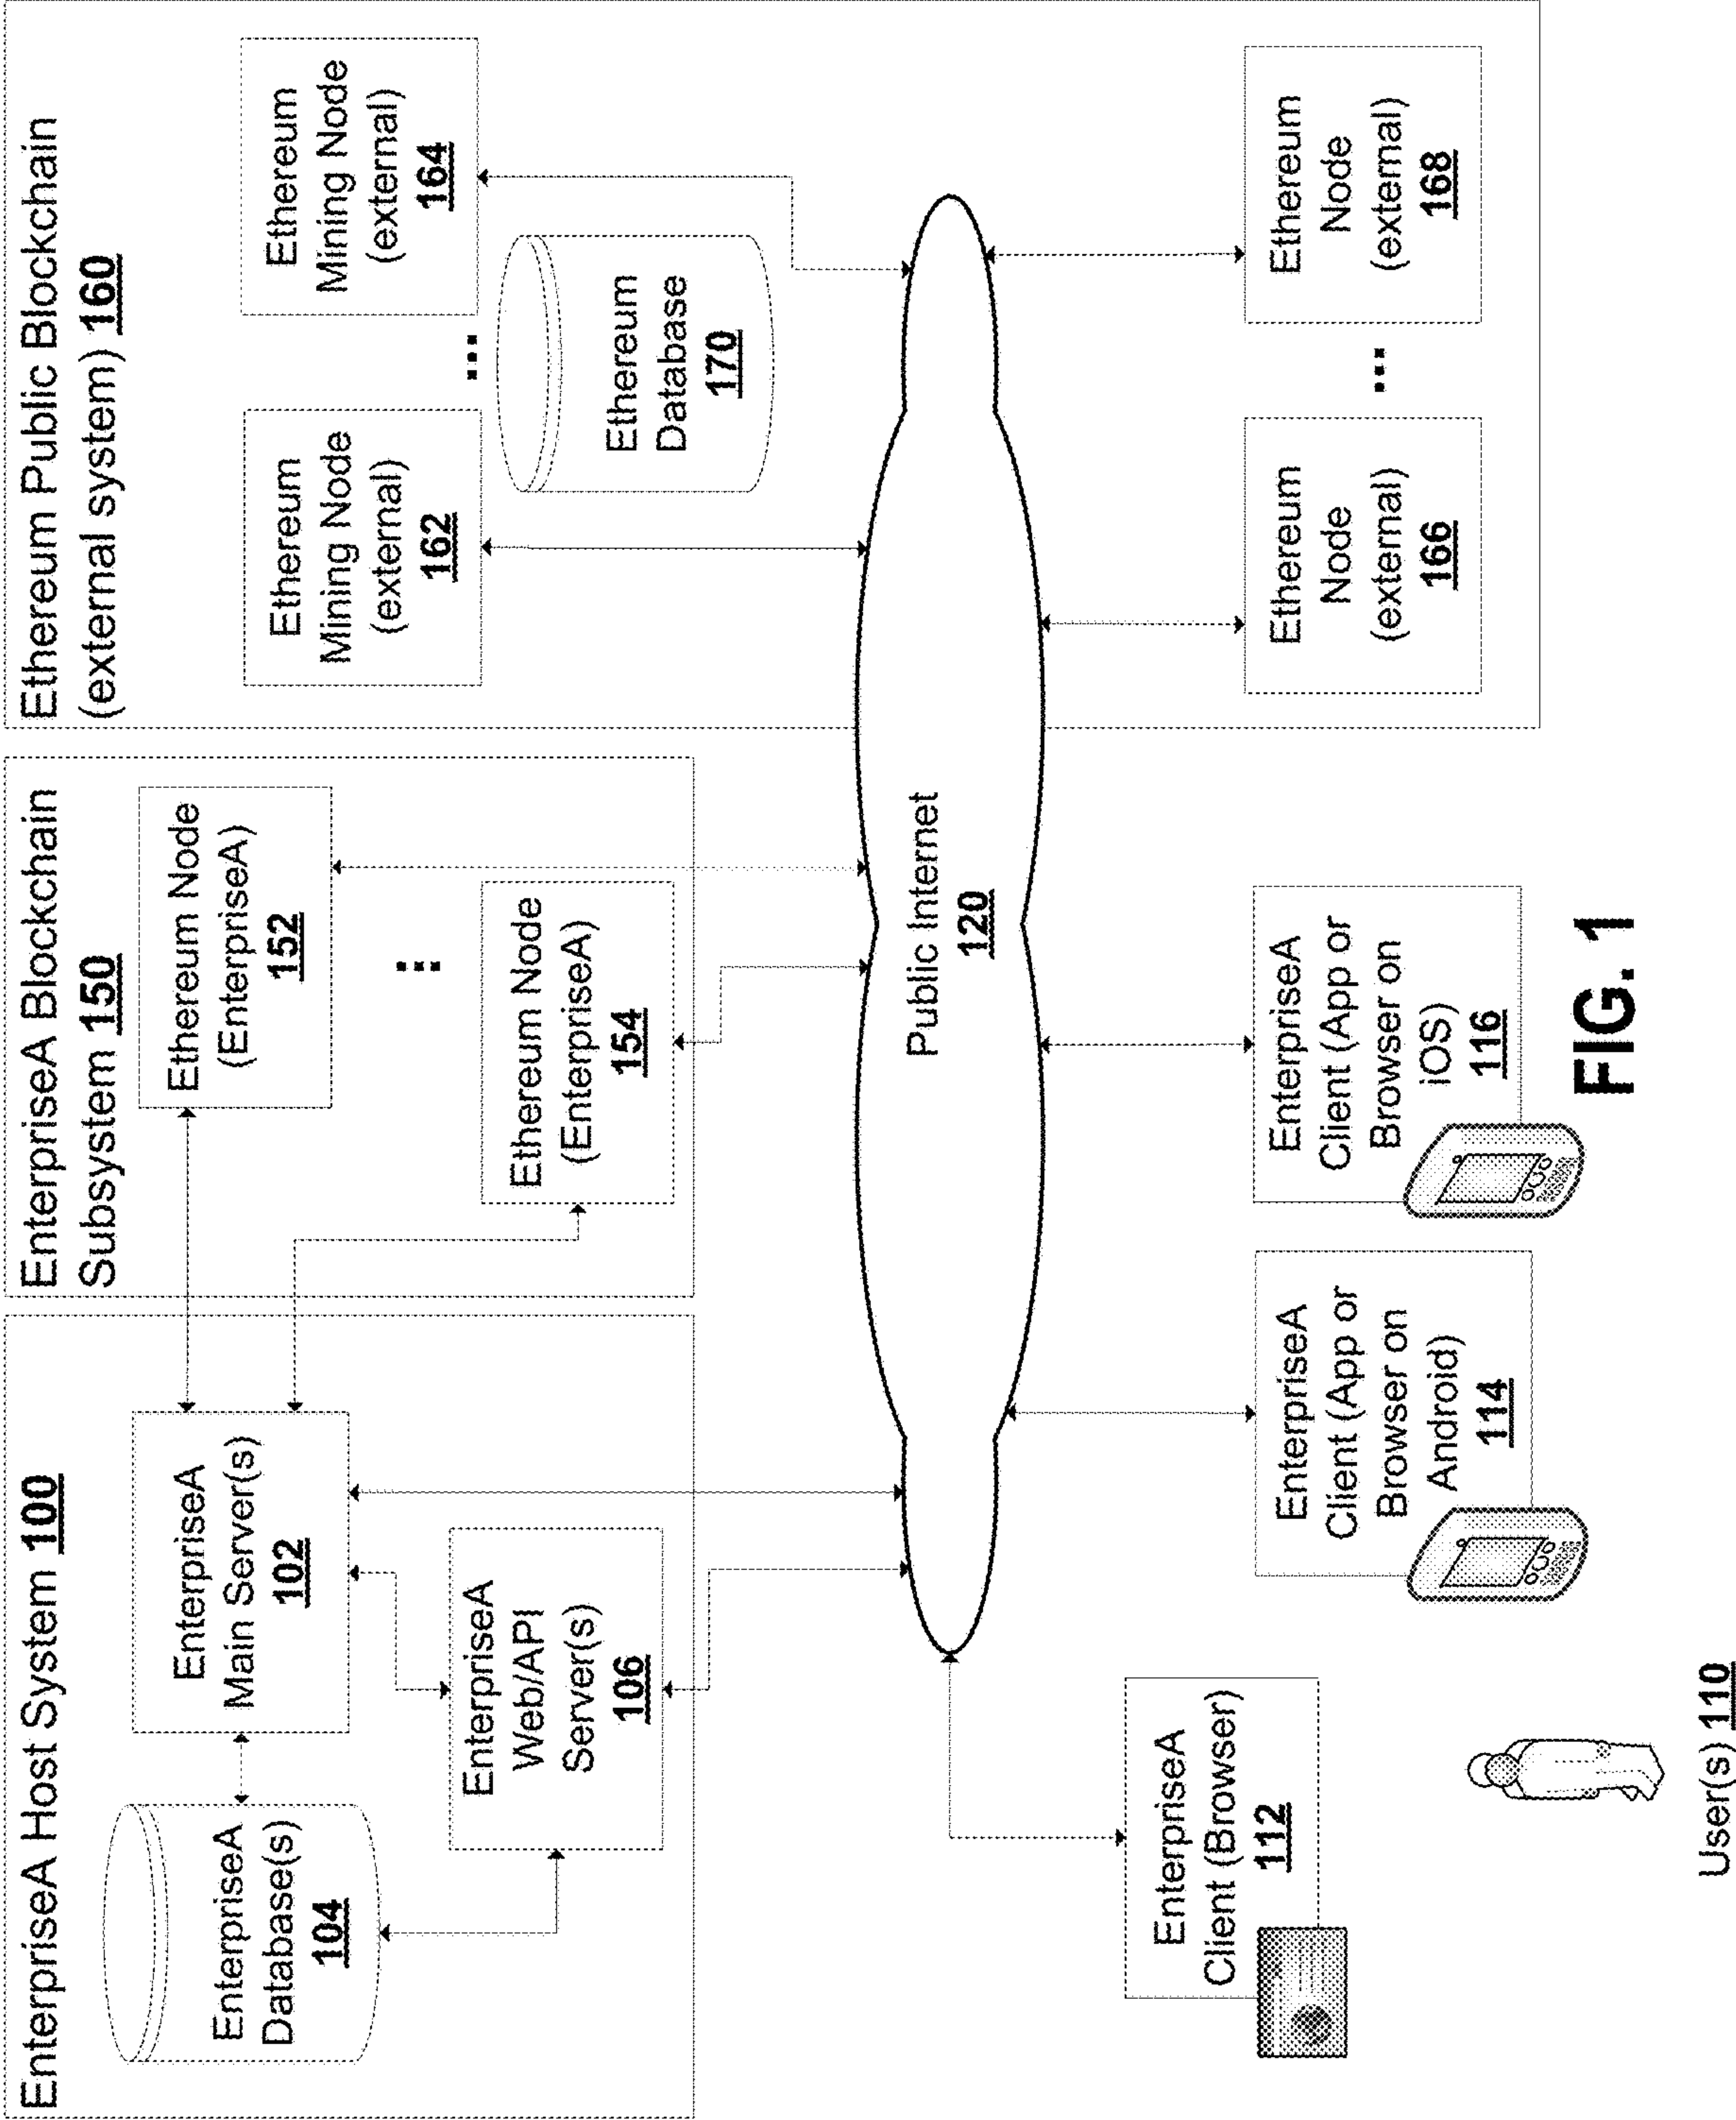 EnterpriseA Host System 100
EnterpriseA
Database(s)
104
EnterpriseA
Main Server(s)
102
EnterpriseA
Web/API
Server(s)
106
EnterpriseA Blockchain
Subsystem 150
Ethereum Node
(EnterpriseA)
152
...
Ethereum Node
(EnterpriseA)
154
Ethereum Public Blockchain
(external system) 160
Ethereum
Mining Node
(external)
162
...
Ethereum
Mining Node
(external)
164
Ethereum
Database
170
Public Internet
120
EnterpriseA
Client (Browser)
112
EnterpriseA
Client (App or
Browser on
Android)
114
EnterpriseA
Client (App or
Browser on
iOS)
116
Ethereum
Node
(external)
166
...
Ethereum
Node
(external)
168
User(s) 110
FIG. 1